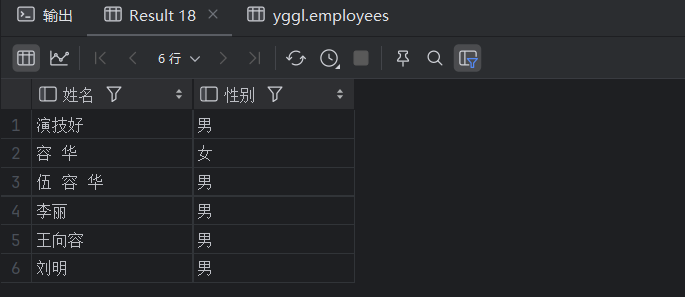 输出 Result 18 yggl.employees
6 行
姓名 性别
1 演技好 男
2 容 华 女
3 伍 容 华 男
4 李丽 男
5 王向容 男
6 刘明 男